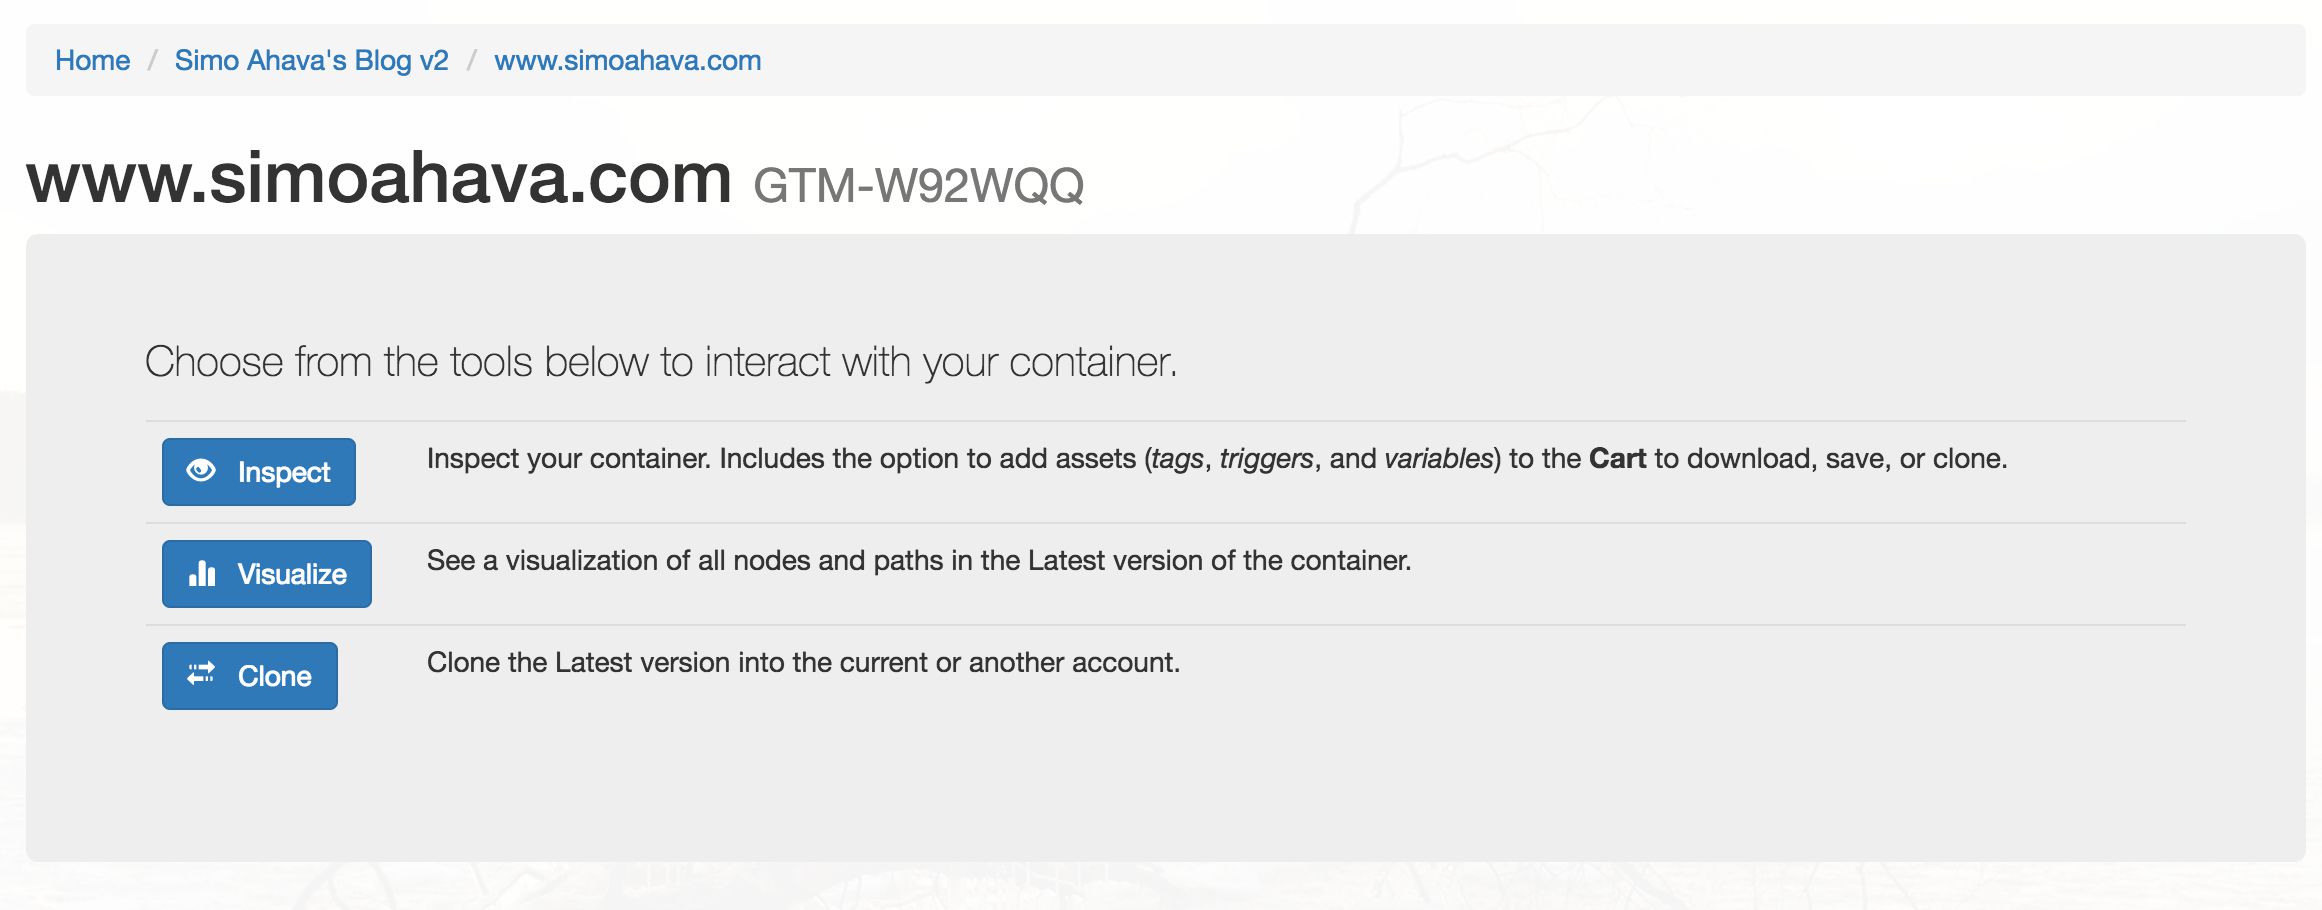 Home / Simo Ahava's Blog v2 / www.simoahava.com
www.simoahava.com GTM-W92WQQ
Choose from the tools below to interact with your container.
Inspect Inspect your container. Includes the option to add assets (tags, triggers, and variables) to the Cart to download, save, or clone.
Visualize See a visualization of all nodes and paths in the Latest version of the container.
Clone Clone the Latest version into the current or another account.